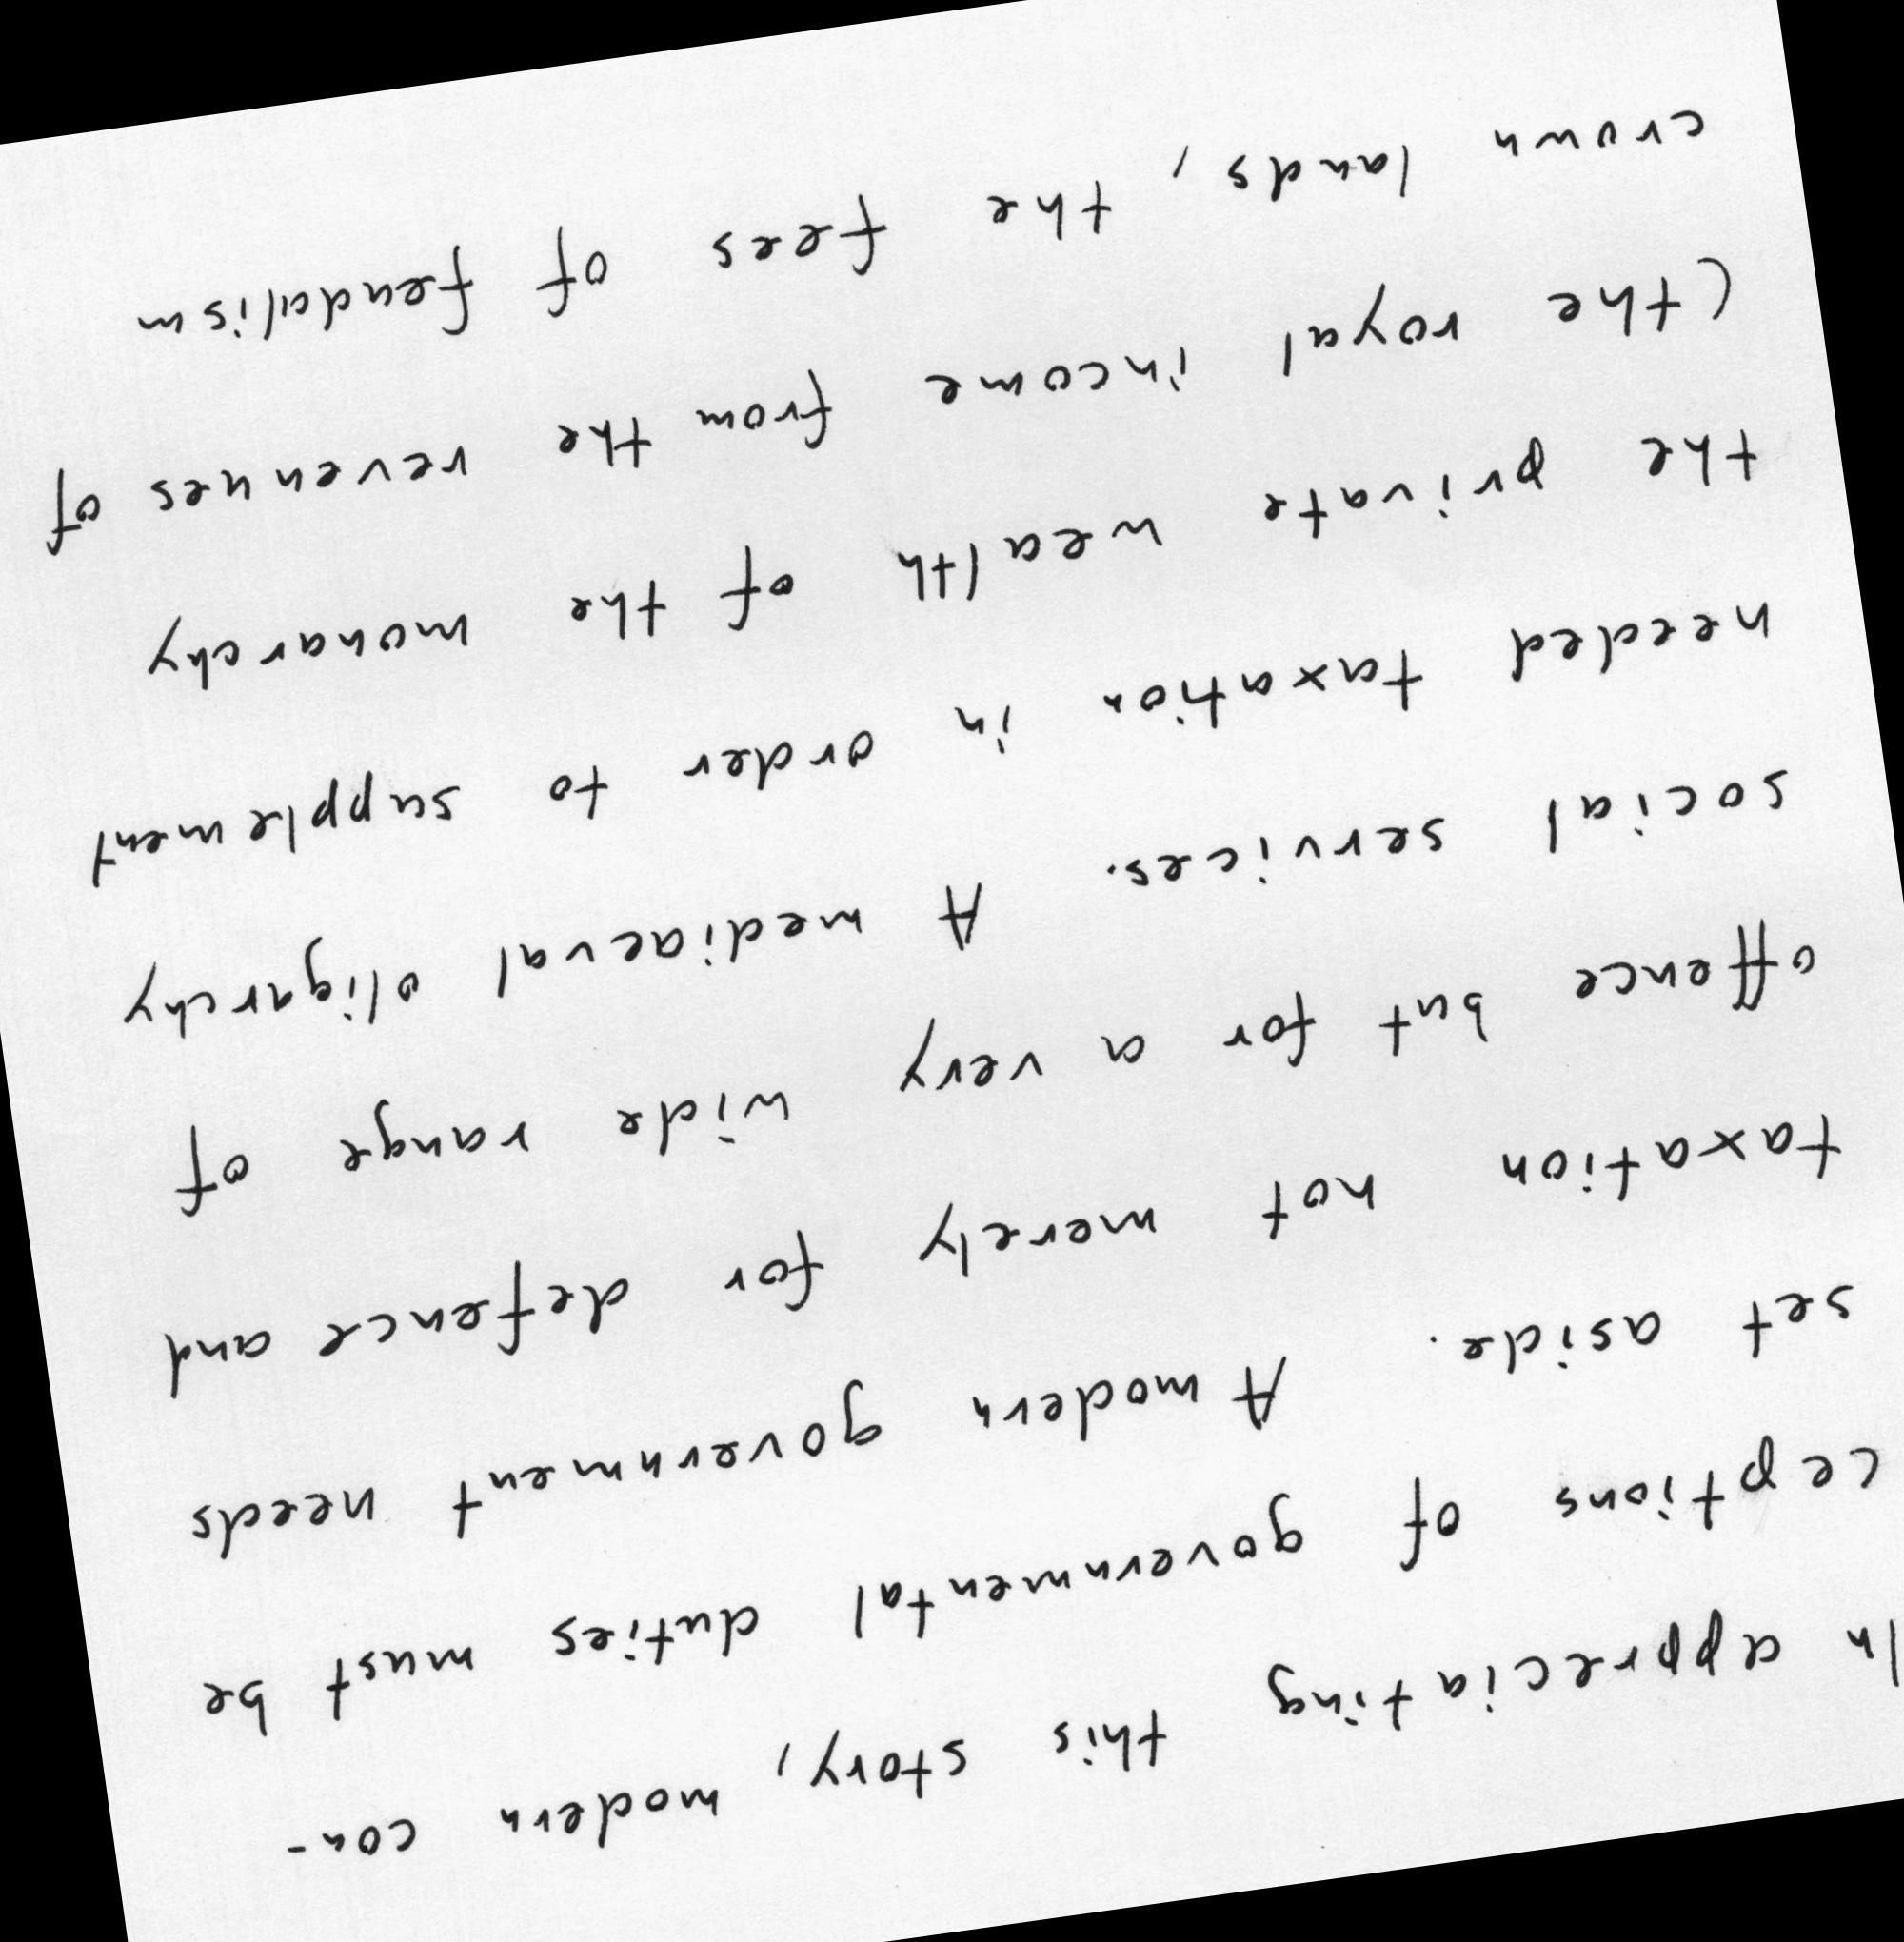 In appreciating this story, modern con-
ceptions of governmental duties must be
set aside. A modern government needs
taxation not merely for defence and
offence but for a very wide range of
social services. A mediaeval oligarchy
needed taxation in order to supplement
the private wealth of the monarchy
(the royal income from the revenues of
crown lands, the fees of feudalism